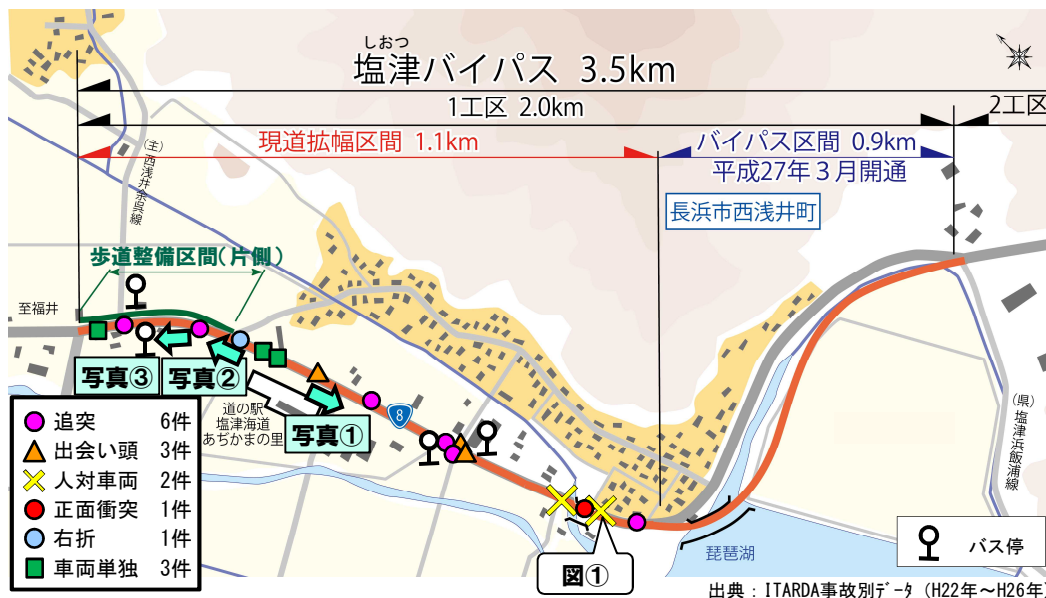 しおつ
塩津バイパス 3.5km
1工区 2.0km
2工区
現道拡幅区間 1.1km
バイパス区間 0.9km
平成27年３月開通
長浜市西浅井町
(主)西浅井余呉線
歩道整備区間(片側)
至福井
写真③
写真②
写真①
道の駅
塩津海道
あぢかまの里
8
追突 6件
出会い頭 3件
人対車両 2件
正面衝突 1件
右折 1件
車両単独 3件
図①
琵琶湖
(県)塩津浜飯浦線
バス停
出典：ITARDA事故別ﾃﾞｰﾀ（H22年～H26年）